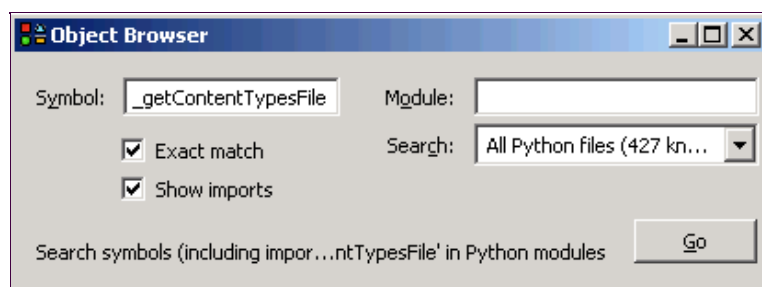 Object Browser
Symbol: _getContentTypesFile Module:
Exact match Search: All Python files (427 kn...
Show imports
Search symbols (including impor...ntTypesFile' in Python modules Go